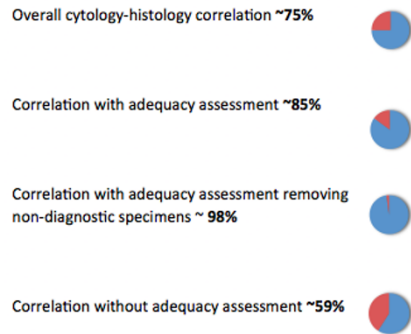 Overall cytology-histology correlation ~75%
Correlation with adequacy assessment ~85%
Correlation with adequacy assessment removing
non-diagnostic specimens ~ 98%
Correlation without adequacy assessment ~59%